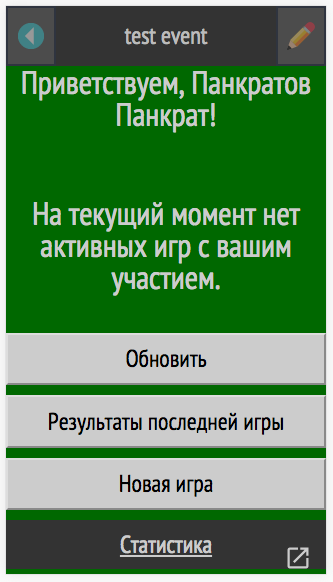 test event
Приветствуем, Панкратов
Панкрат!
На текущий момент нет
активных игр с вашим
участием.
Обновить
Результаты последней игры
Новая игра
Статистика